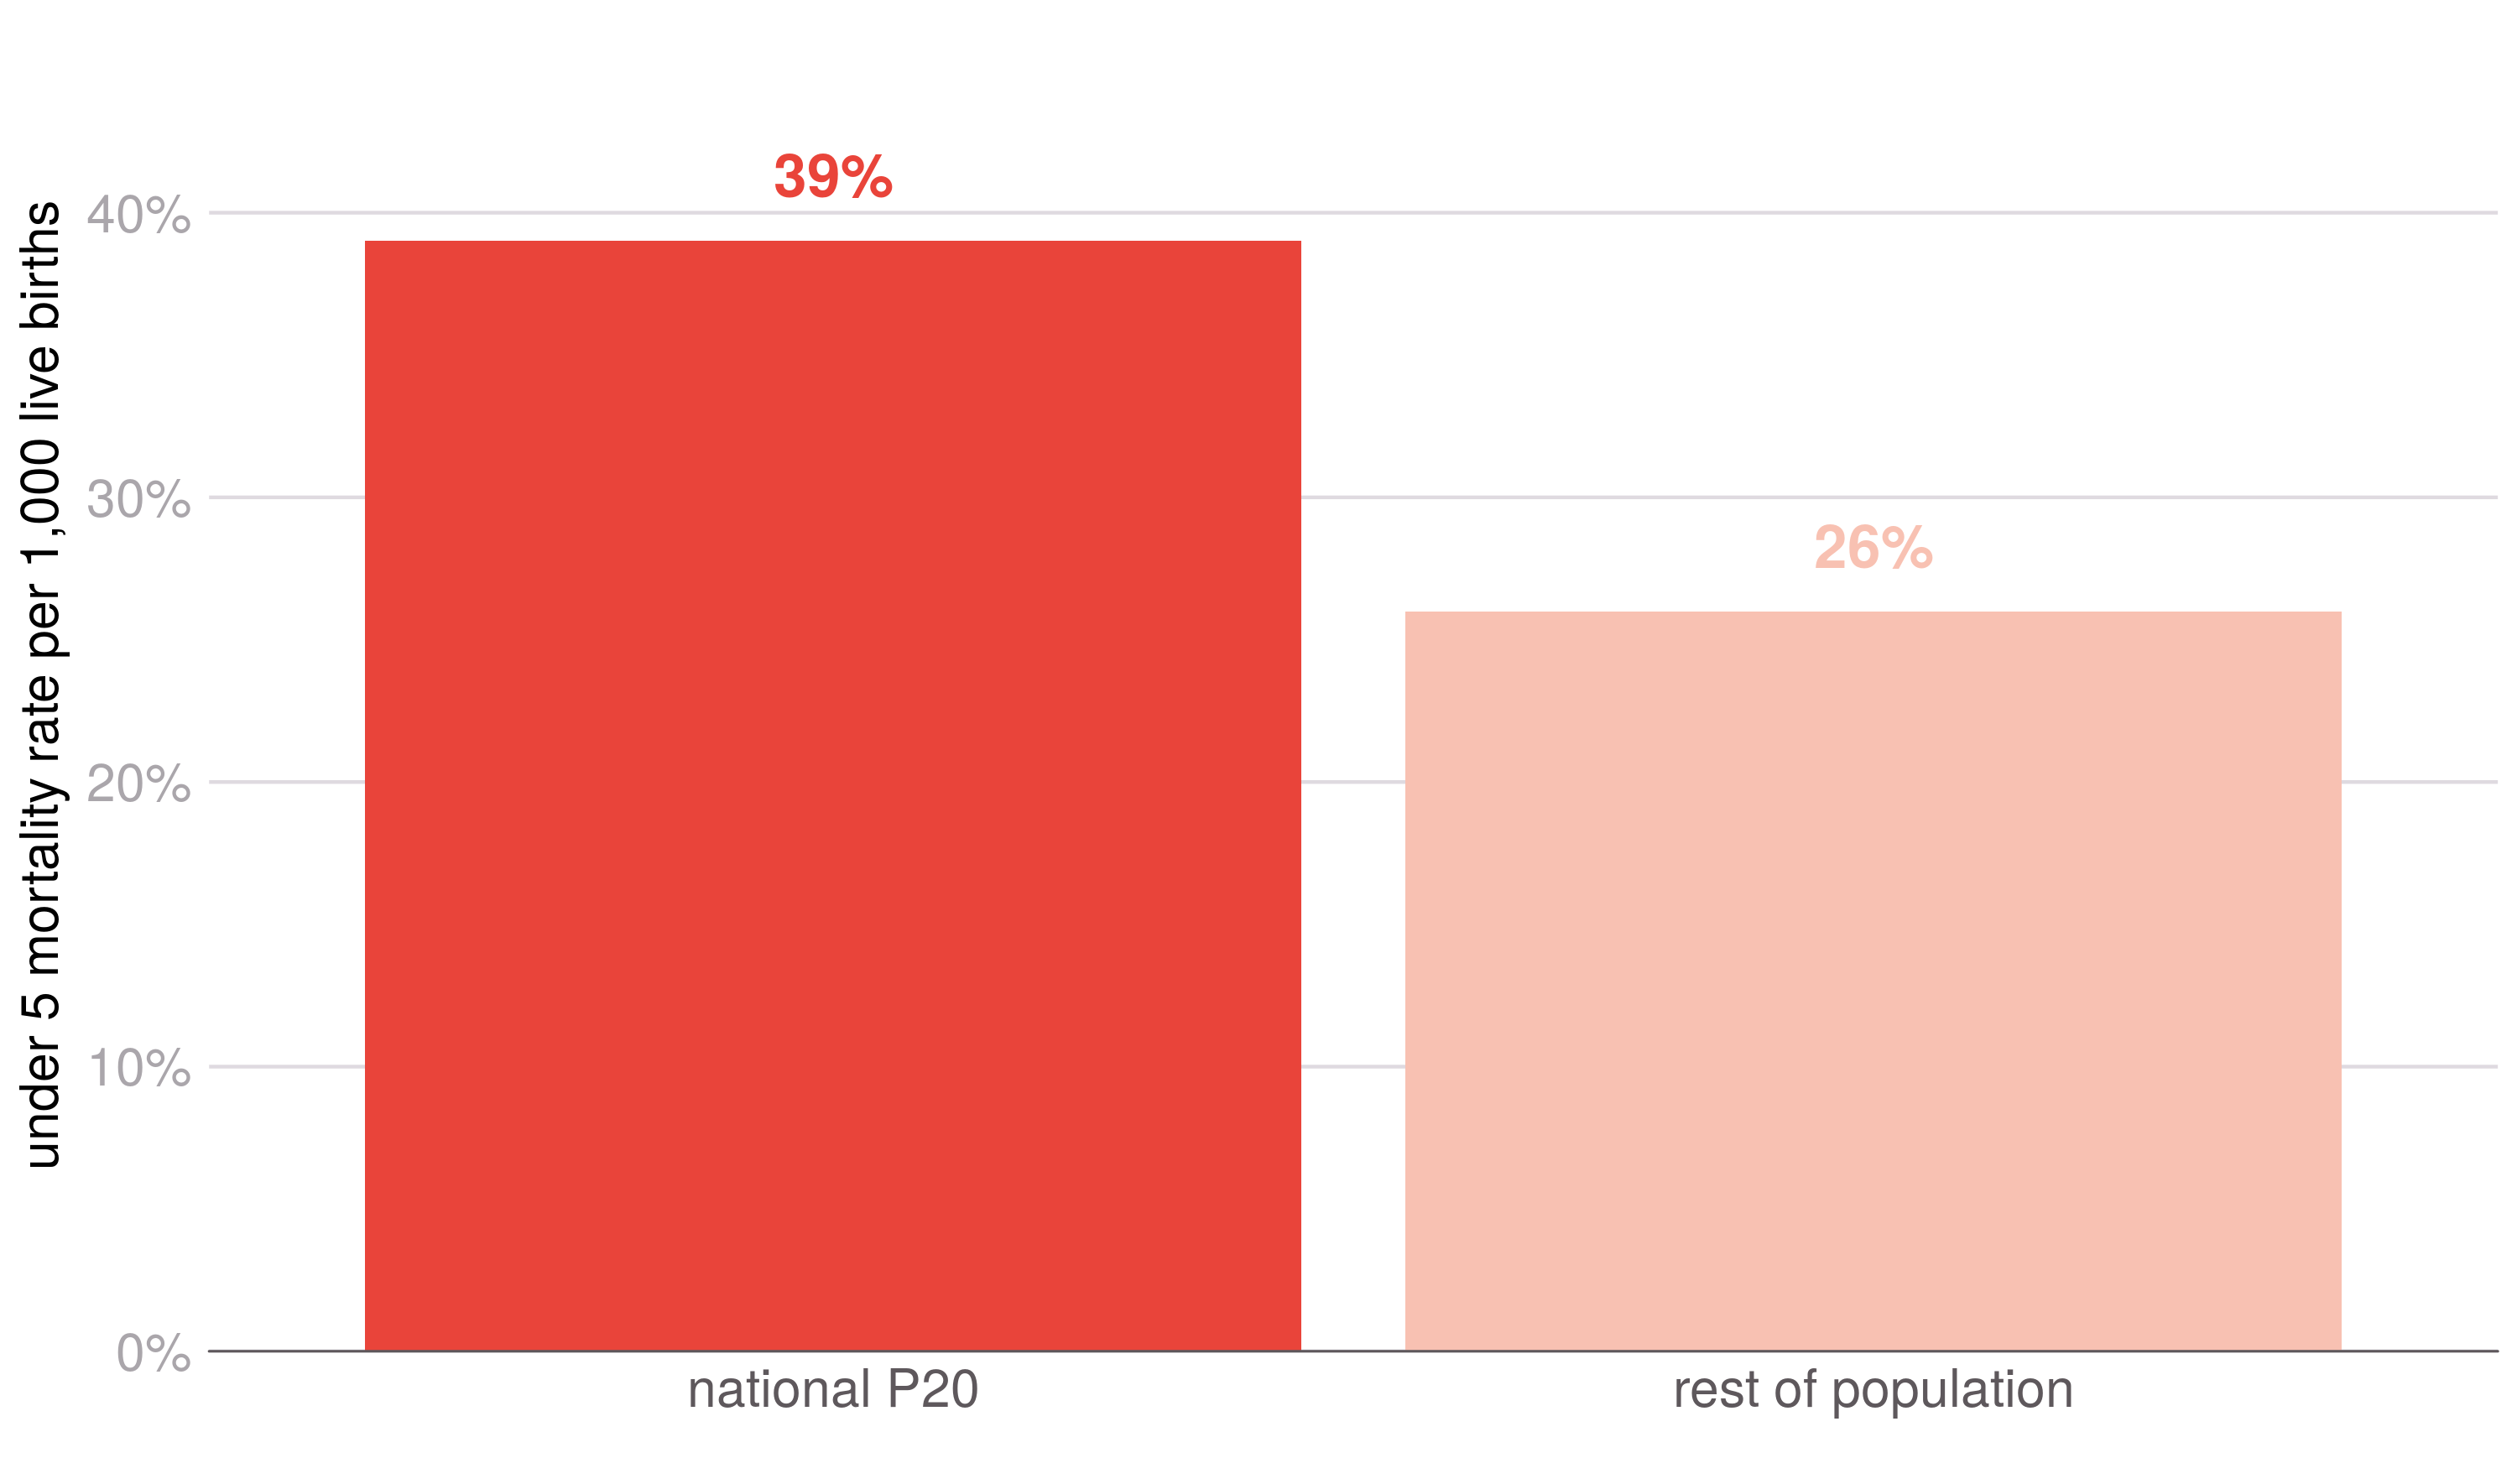 under 5 mortality rate per 1,000 live births
40%
30%
20%
10%
0%
39%
26%
national P20
rest of population